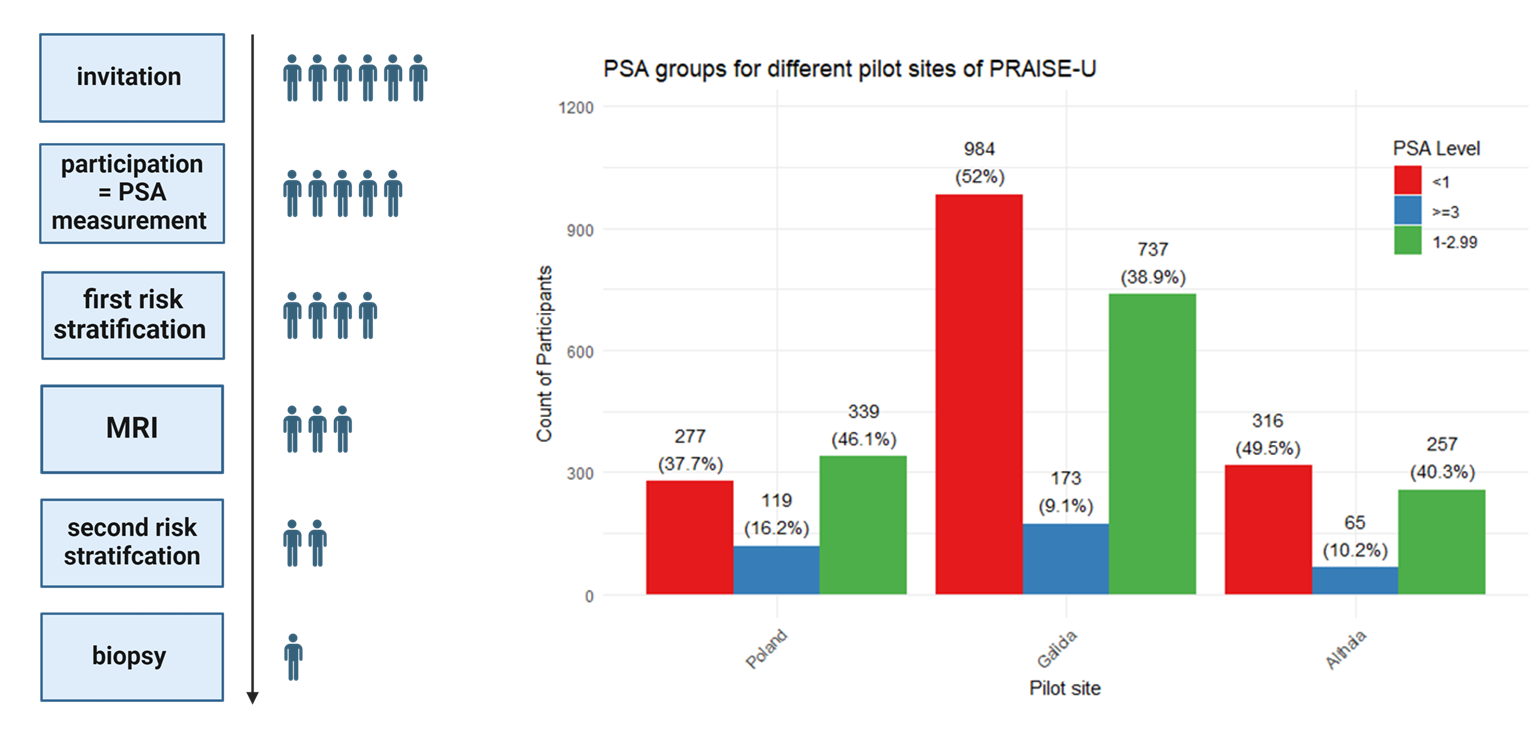 invitation
participation
= PSA
measurement
first risk
stratification
MRI
second risk
stratifcation
biopsy
PSA groups for different pilot sites of PRAISE-U
Count of Participants
1200
900
600
300
0
277
(37.7%)
119
(16.2%)
339
(46.1%)
984
(52%)
173
(9.1%)
737
(38.9%)
316
(49.5%)
65
(10.2%)
257
(40.3%)
PSA Level
<1
>=3
1-2.99
Poland
Galicia
Althaia
Pilot site